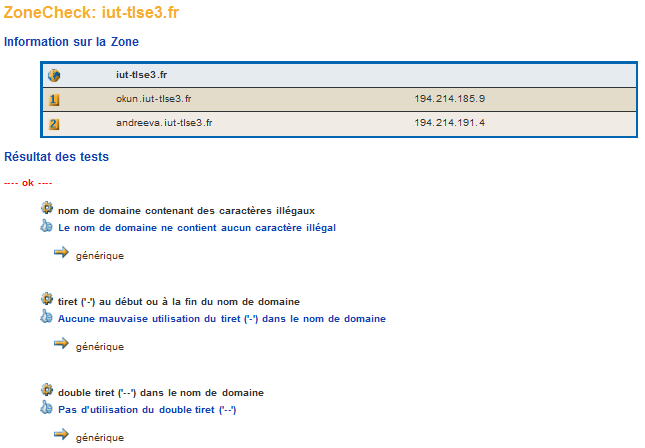 ZoneCheck: iut-tlse3.fr
Information sur la Zone
iut-tlse3.fr
1 okun.iut-tlse3.fr 194.214.185.9
2 andreeva.iut-tlse3.fr 194.214.191.4
Résultat des tests
---- ok ----
nom de domaine contenant des caractères illégaux
Le nom de domaine ne contient aucun caractère illégal
générique
tiret ('-') au début ou à la fin du nom de domaine
Aucune mauvaise utilisation du tiret ('-') dans le nom de domaine
générique
double tiret ('--') dans le nom de domaine
Pas d'utilisation du double tiret ('--')
générique